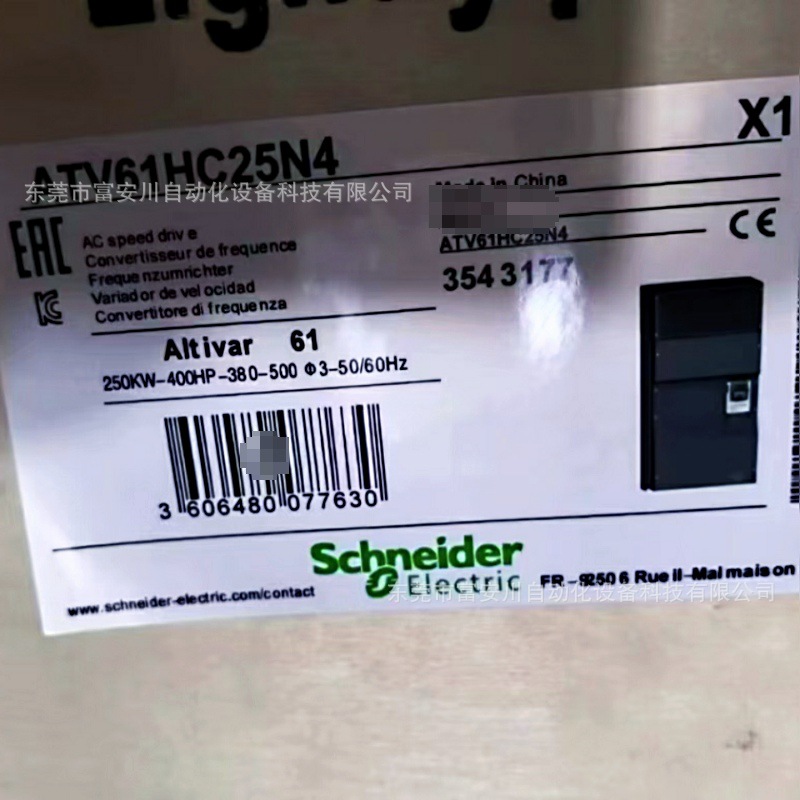 ATV61HC25N4
X1
东莞市富安川自动化设备科技有限公司
Made In China
EAC
CE
AC speed drive
Convertisseur de frequence
Frequenzumrichter
Variador de velocidad
Convertitore di frequenza
ATV61HC25N4
3543177
Altivar 61
250KW-400HP-380-500 Φ3-50/60Hz
3 606480 077630
Schneider
Electric
FR - 92506 Rueil-Malmaison
东莞市富安川自动化设备科技有限公司
www.schneider-electric.com/contact